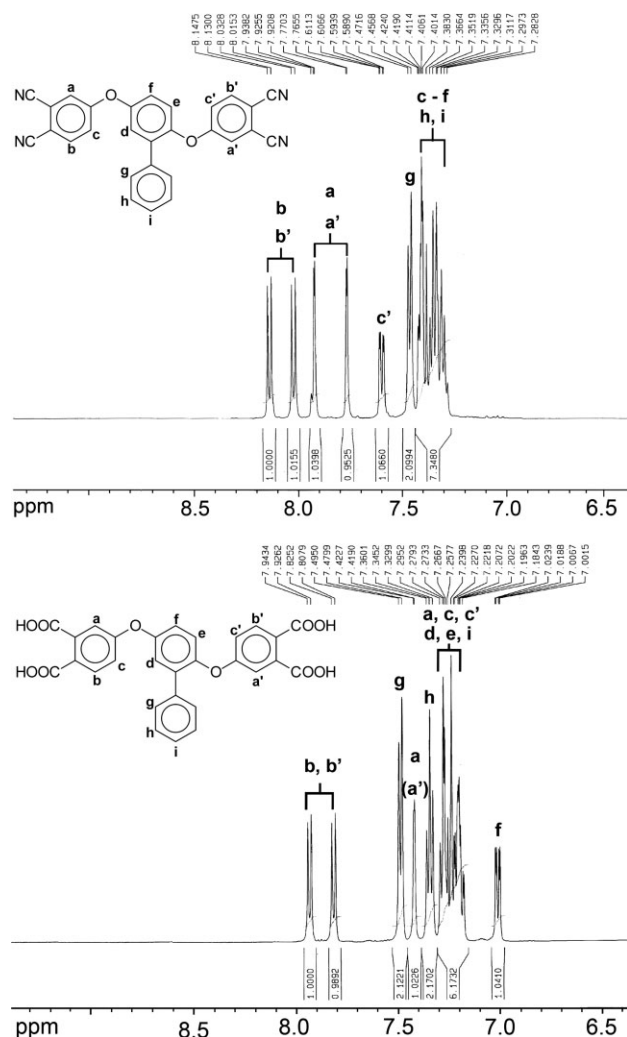 8.1475 8.1300 8.0328 8.0153 7.9382 7.9255 7.9208 7.7703 7.7655 7.6113 7.6066 7.5939 7.5890 7.4716 7.4568 7.4240 7.4190 7.4114 7.4061 7.4014 7.3830 7.3664 7.3519 7.3356 7.3296 7.3117 7.2973 7.2828
NC a O f c' b' CN
e
NC b c d O a' CN
g
h
i
c - f
h, i
g
a
a'
b
b'
c'
1.0000 1.0155 1.0398 0.9525 1.0660 2.0994 7.3480
ppm 8.5 8.0 7.5 7.0 6.5
7.9434 7.9262 7.8252 7.8079 7.4950 7.4799 7.4227 7.4190 7.3601 7.3452 7.3299 7.2952 7.2793 7.2733 7.2667 7.2577 7.2398 7.2270 7.2218 7.2072 7.2022 7.1963 7.1843 7.0239 7.0188 7.0067 7.0015
HOOC a O f c' b' COOH
e
HOOC b c d O a' COOH
g
h
i
a, c, c'
d, e, i
g
h
a
(a')
b, b'
f
1.0000 0.9892 2.1221 1.0226 2.1702 6.1732 1.0410
ppm 8.5 8.0 7.5 7.0 6.5